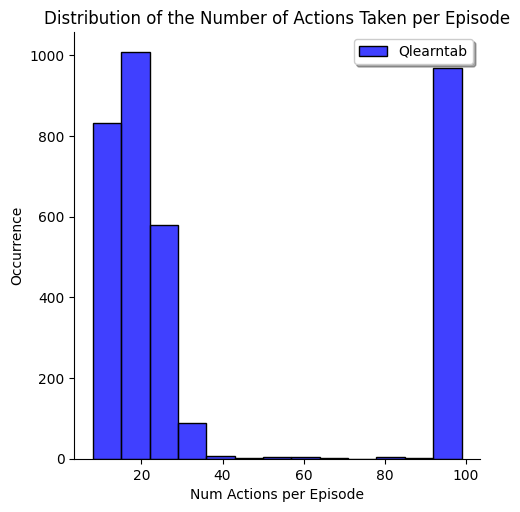 Distribution of the Number of Actions Taken per Episode
Qlearntab
1000
800
600
400
200
0
Occurrence
20 40 60 80 100
Num Actions per Episode